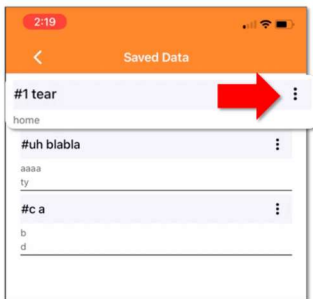 2:19
Saved Data
#1 tear
home
#uh blabla
aaaa
ty
#c a
b
d